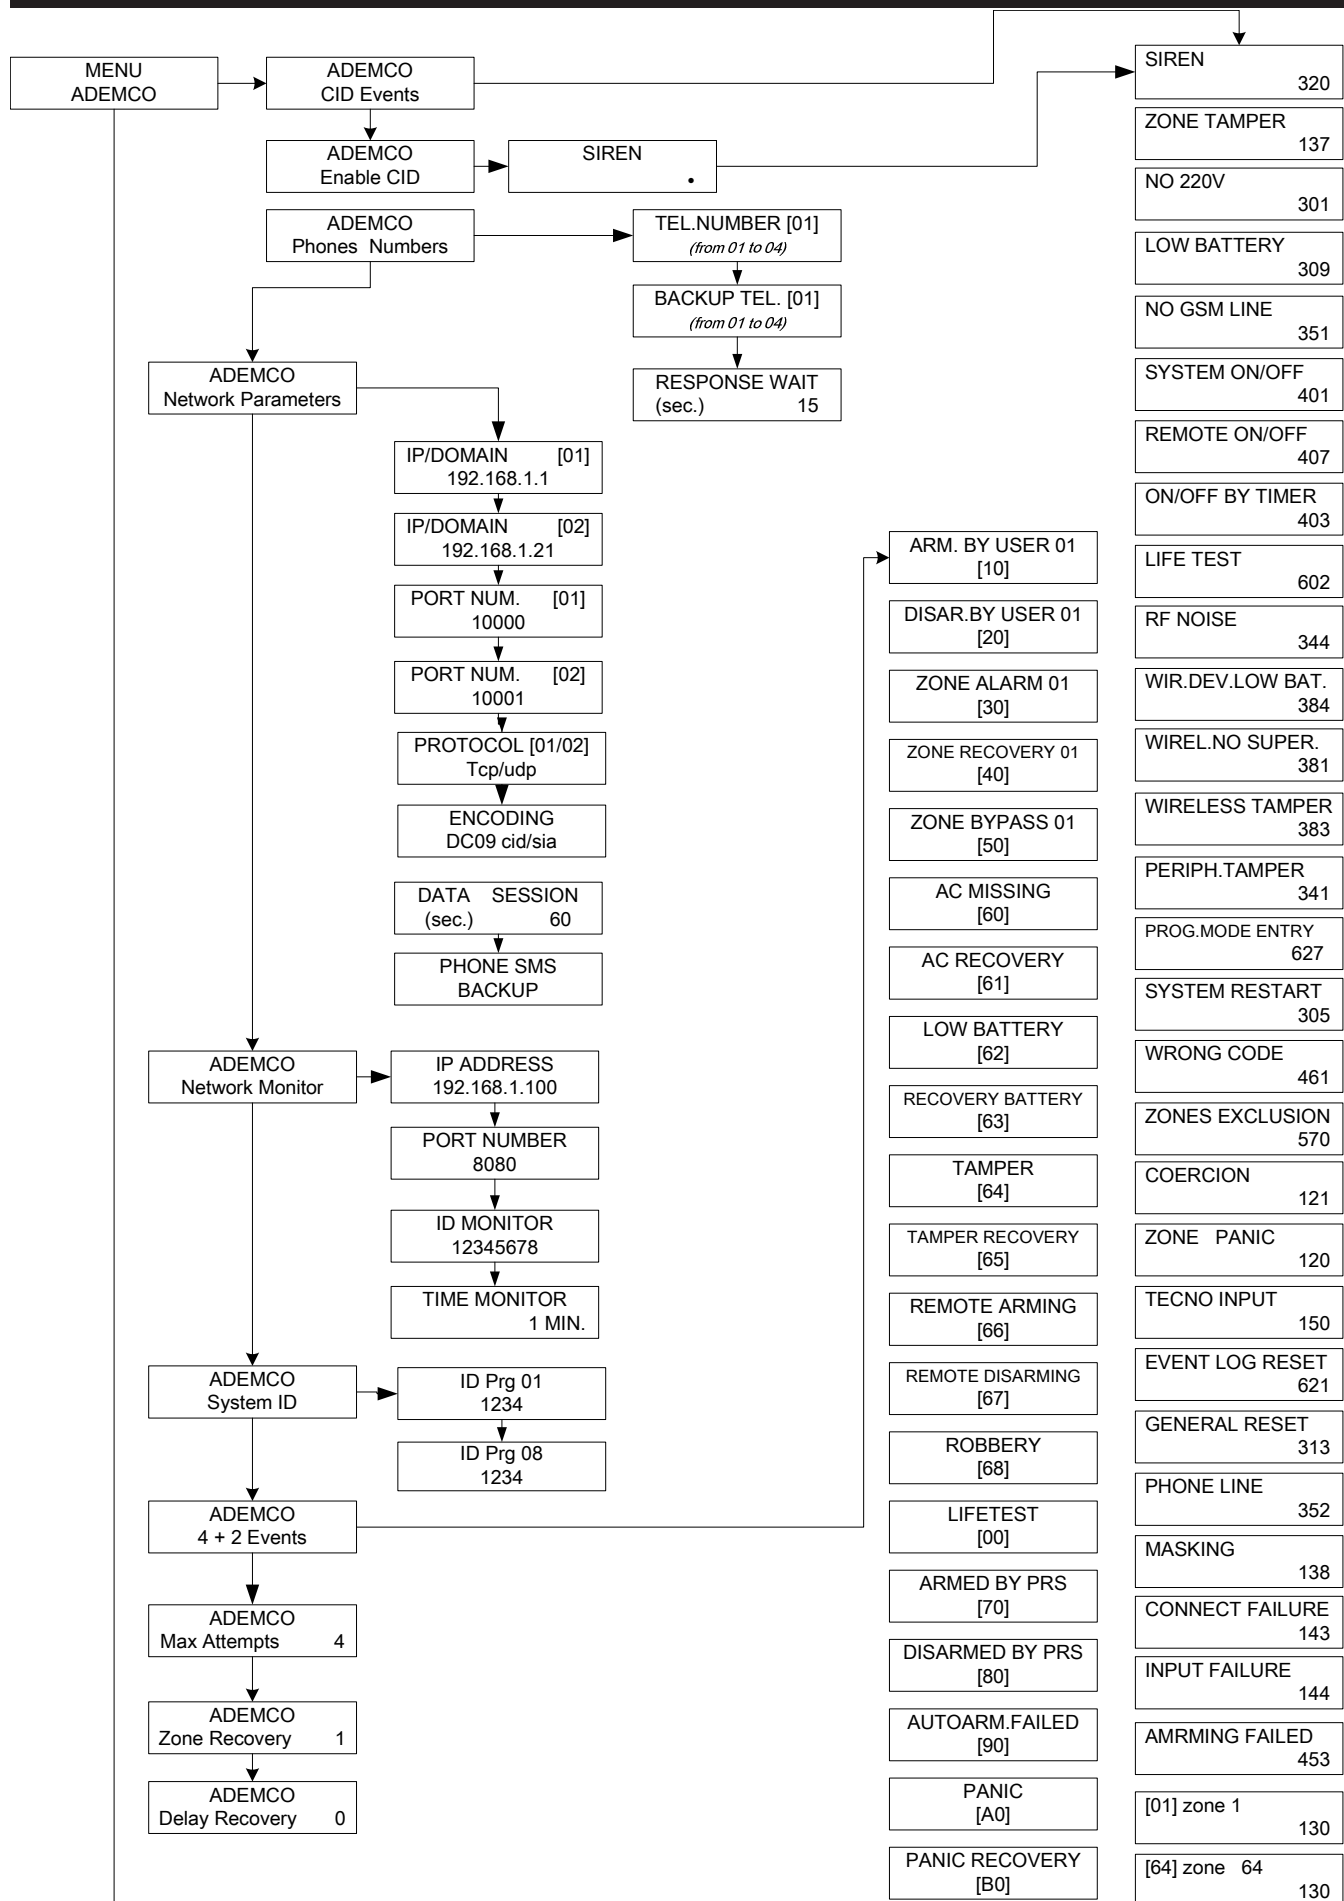 MENU
ADEMCO
ADEMCO
CID Events
ADEMCO
Enable CID
SIREN
.
ADEMCO
Phones Numbers
TEL.NUMBER [01]
(from 01 to 04)
BACKUP TEL. [01]
(from 01 to 04)
RESPONSE WAIT
(sec.) 15
ADEMCO
Network Parameters
IP/DOMAIN [01]
192.168.1.1
IP/DOMAIN [02]
192.168.1.21
PORT NUM. [01]
10000
PORT NUM. [02]
10001
PROTOCOL [01/02]
Tcp/udp
ENCODING
DC09 cid/sia
DATA SESSION
(sec.) 60
PHONE SMS
BACKUP
ADEMCO
Network Monitor
IP ADDRESS
192.168.1.100
PORT NUMBER
8080
ID MONITOR
12345678
TIME MONITOR
1 MIN.
ADEMCO
System ID
ID Prg 01
1234
ID Prg 08
1234
ADEMCO
4 + 2 Events
ADEMCO
Max Attempts 4
ADEMCO
Zone Recovery 1
ADEMCO
Delay Recovery 0
ARM. BY USER 01
[10]
DISAR.BY USER 01
[20]
ZONE ALARM 01
[30]
ZONE RECOVERY 01
[40]
ZONE BYPASS 01
[50]
AC MISSING
[60]
AC RECOVERY
[61]
LOW BATTERY
[62]
RECOVERY BATTERY
[63]
TAMPER
[64]
TAMPER RECOVERY
[65]
REMOTE ARMING
[66]
REMOTE DISARMING
[67]
ROBBERY
[68]
LIFETEST
[00]
ARMED BY PRS
[70]
DISARMED BY PRS
[80]
AUTOARM.FAILED
[90]
PANIC
[A0]
PANIC RECOVERY
[B0]
SIREN
320
ZONE TAMPER
137
NO 220V
301
LOW BATTERY
309
NO GSM LINE
351
SYSTEM ON/OFF
401
REMOTE ON/OFF
407
ON/OFF BY TIMER
403
LIFE TEST
602
RF NOISE
344
WIR.DEV.LOW BAT.
384
WIREL.NO SUPER.
381
WIRELESS TAMPER
383
PERIPH.TAMPER
341
PROG.MODE ENTRY
627
SYSTEM RESTART
305
WRONG CODE
461
ZONES EXCLUSION
570
COERCION
121
ZONE PANIC
120
TECNO INPUT
150
EVENT LOG RESET
621
GENERAL RESET
313
PHONE LINE
352
MASKING
138
CONNECT FAILURE
143
INPUT FAILURE
144
AMRMING FAILED
453
[01] zone 1
130
[64] zone 64
130